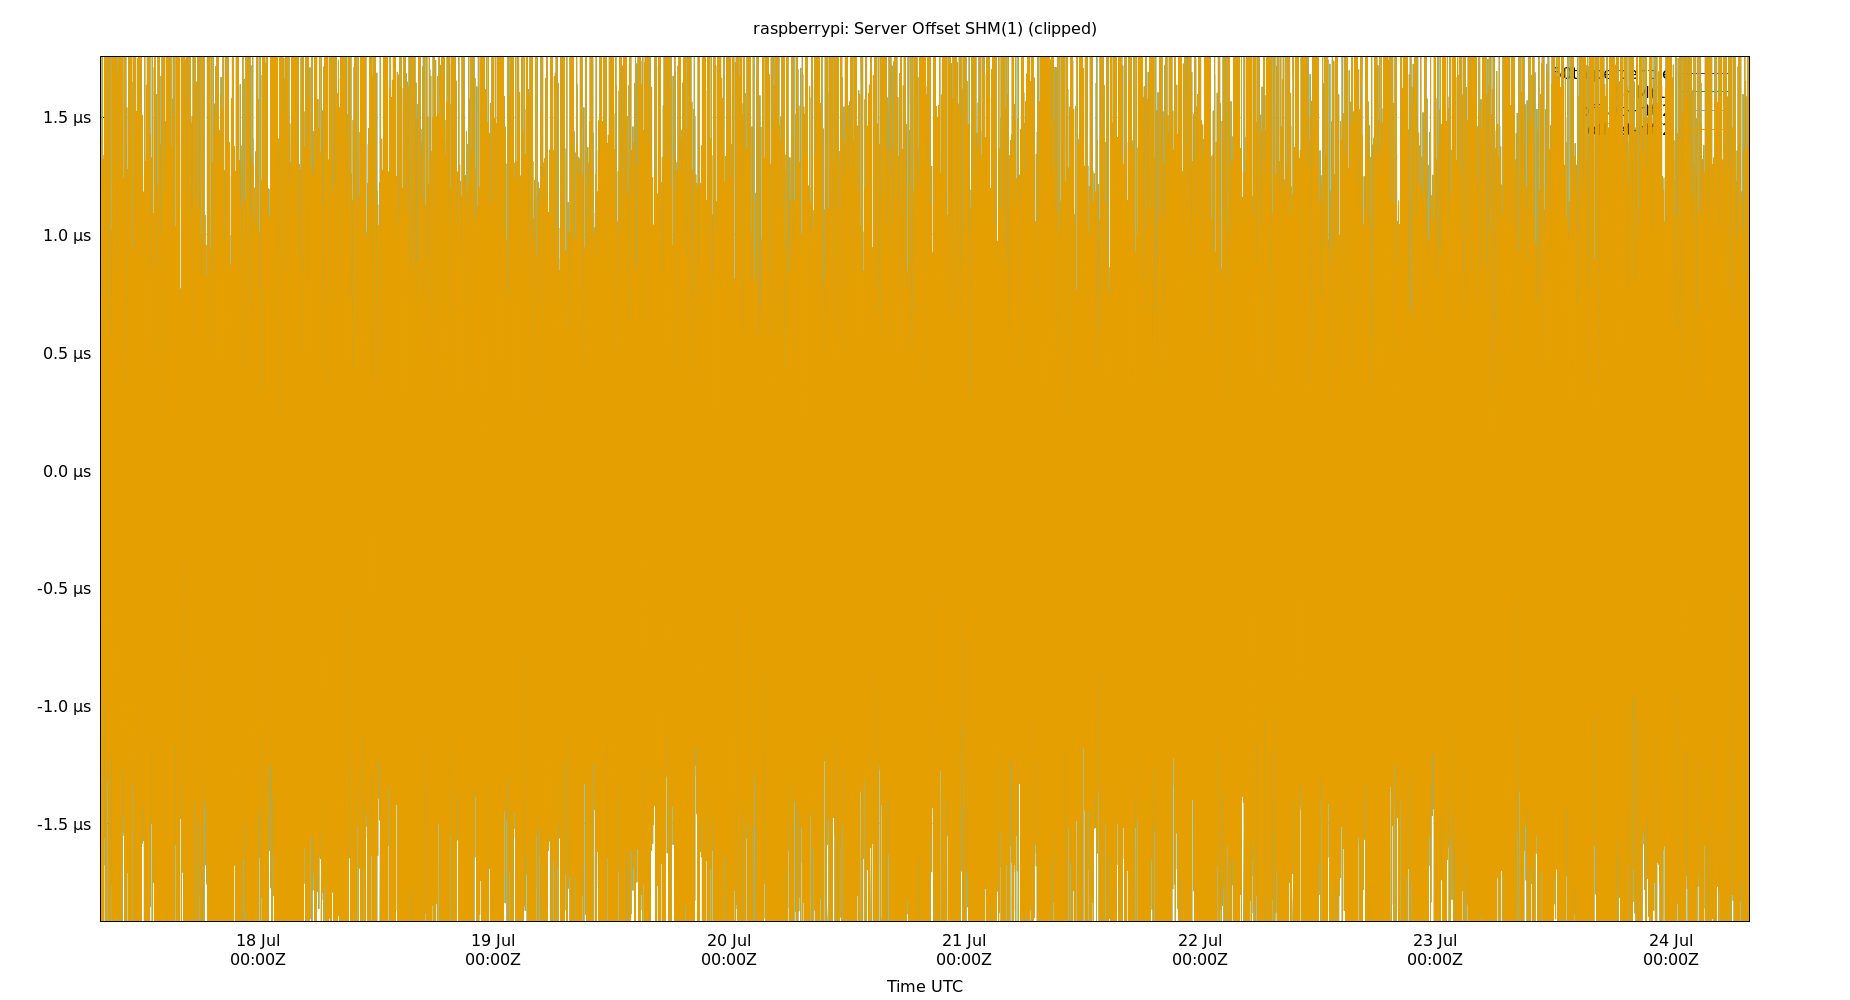 raspberrypi: Server Offset SHM(1) (clipped)
1.5 µs
1.0 µs
0.5 µs
0.0 µs
-0.5 µs
-1.0 µs
-1.5 µs
18 Jul 19 Jul 20 Jul 21 Jul 22 Jul 23 Jul 24 Jul
00:00Z 00:00Z 00:00Z 00:00Z 00:00Z 00:00Z 00:00Z
Time UTC